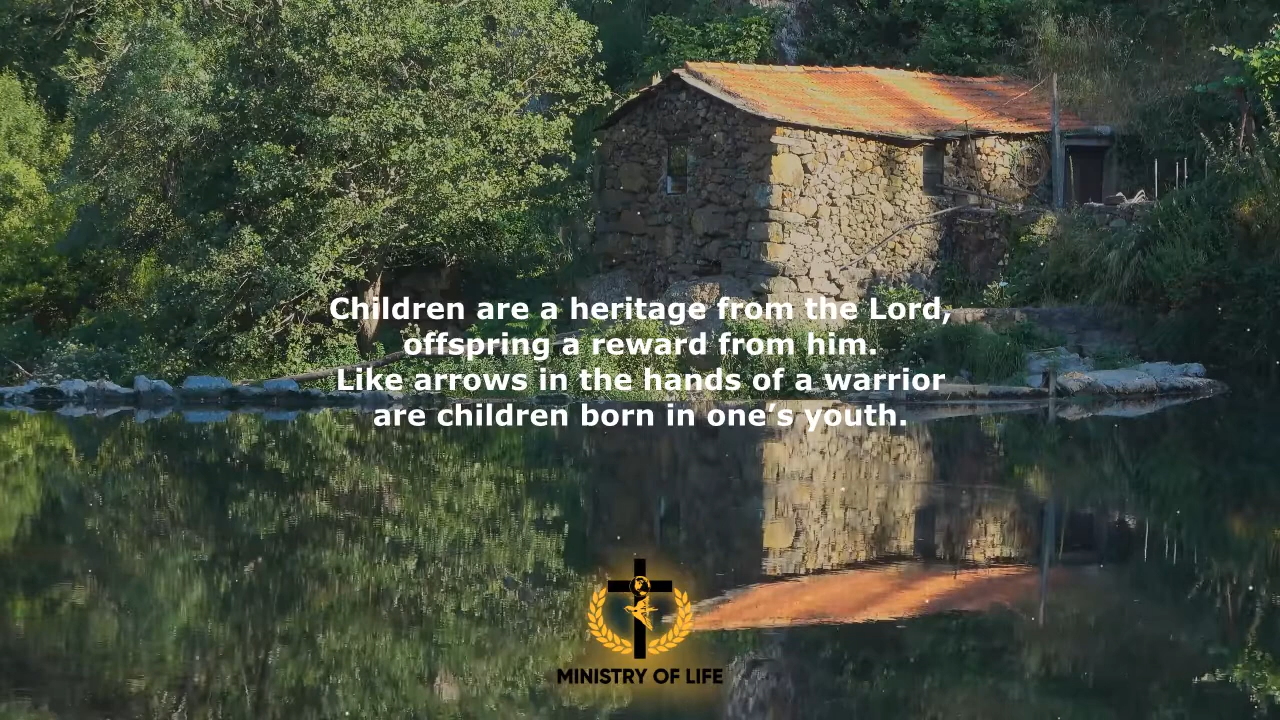 Children are a heritage from the Lord,
offspring a reward from him.
Like arrows in the hands of a warrior
are children born in one’s youth.
MINISTRY OF LIFE